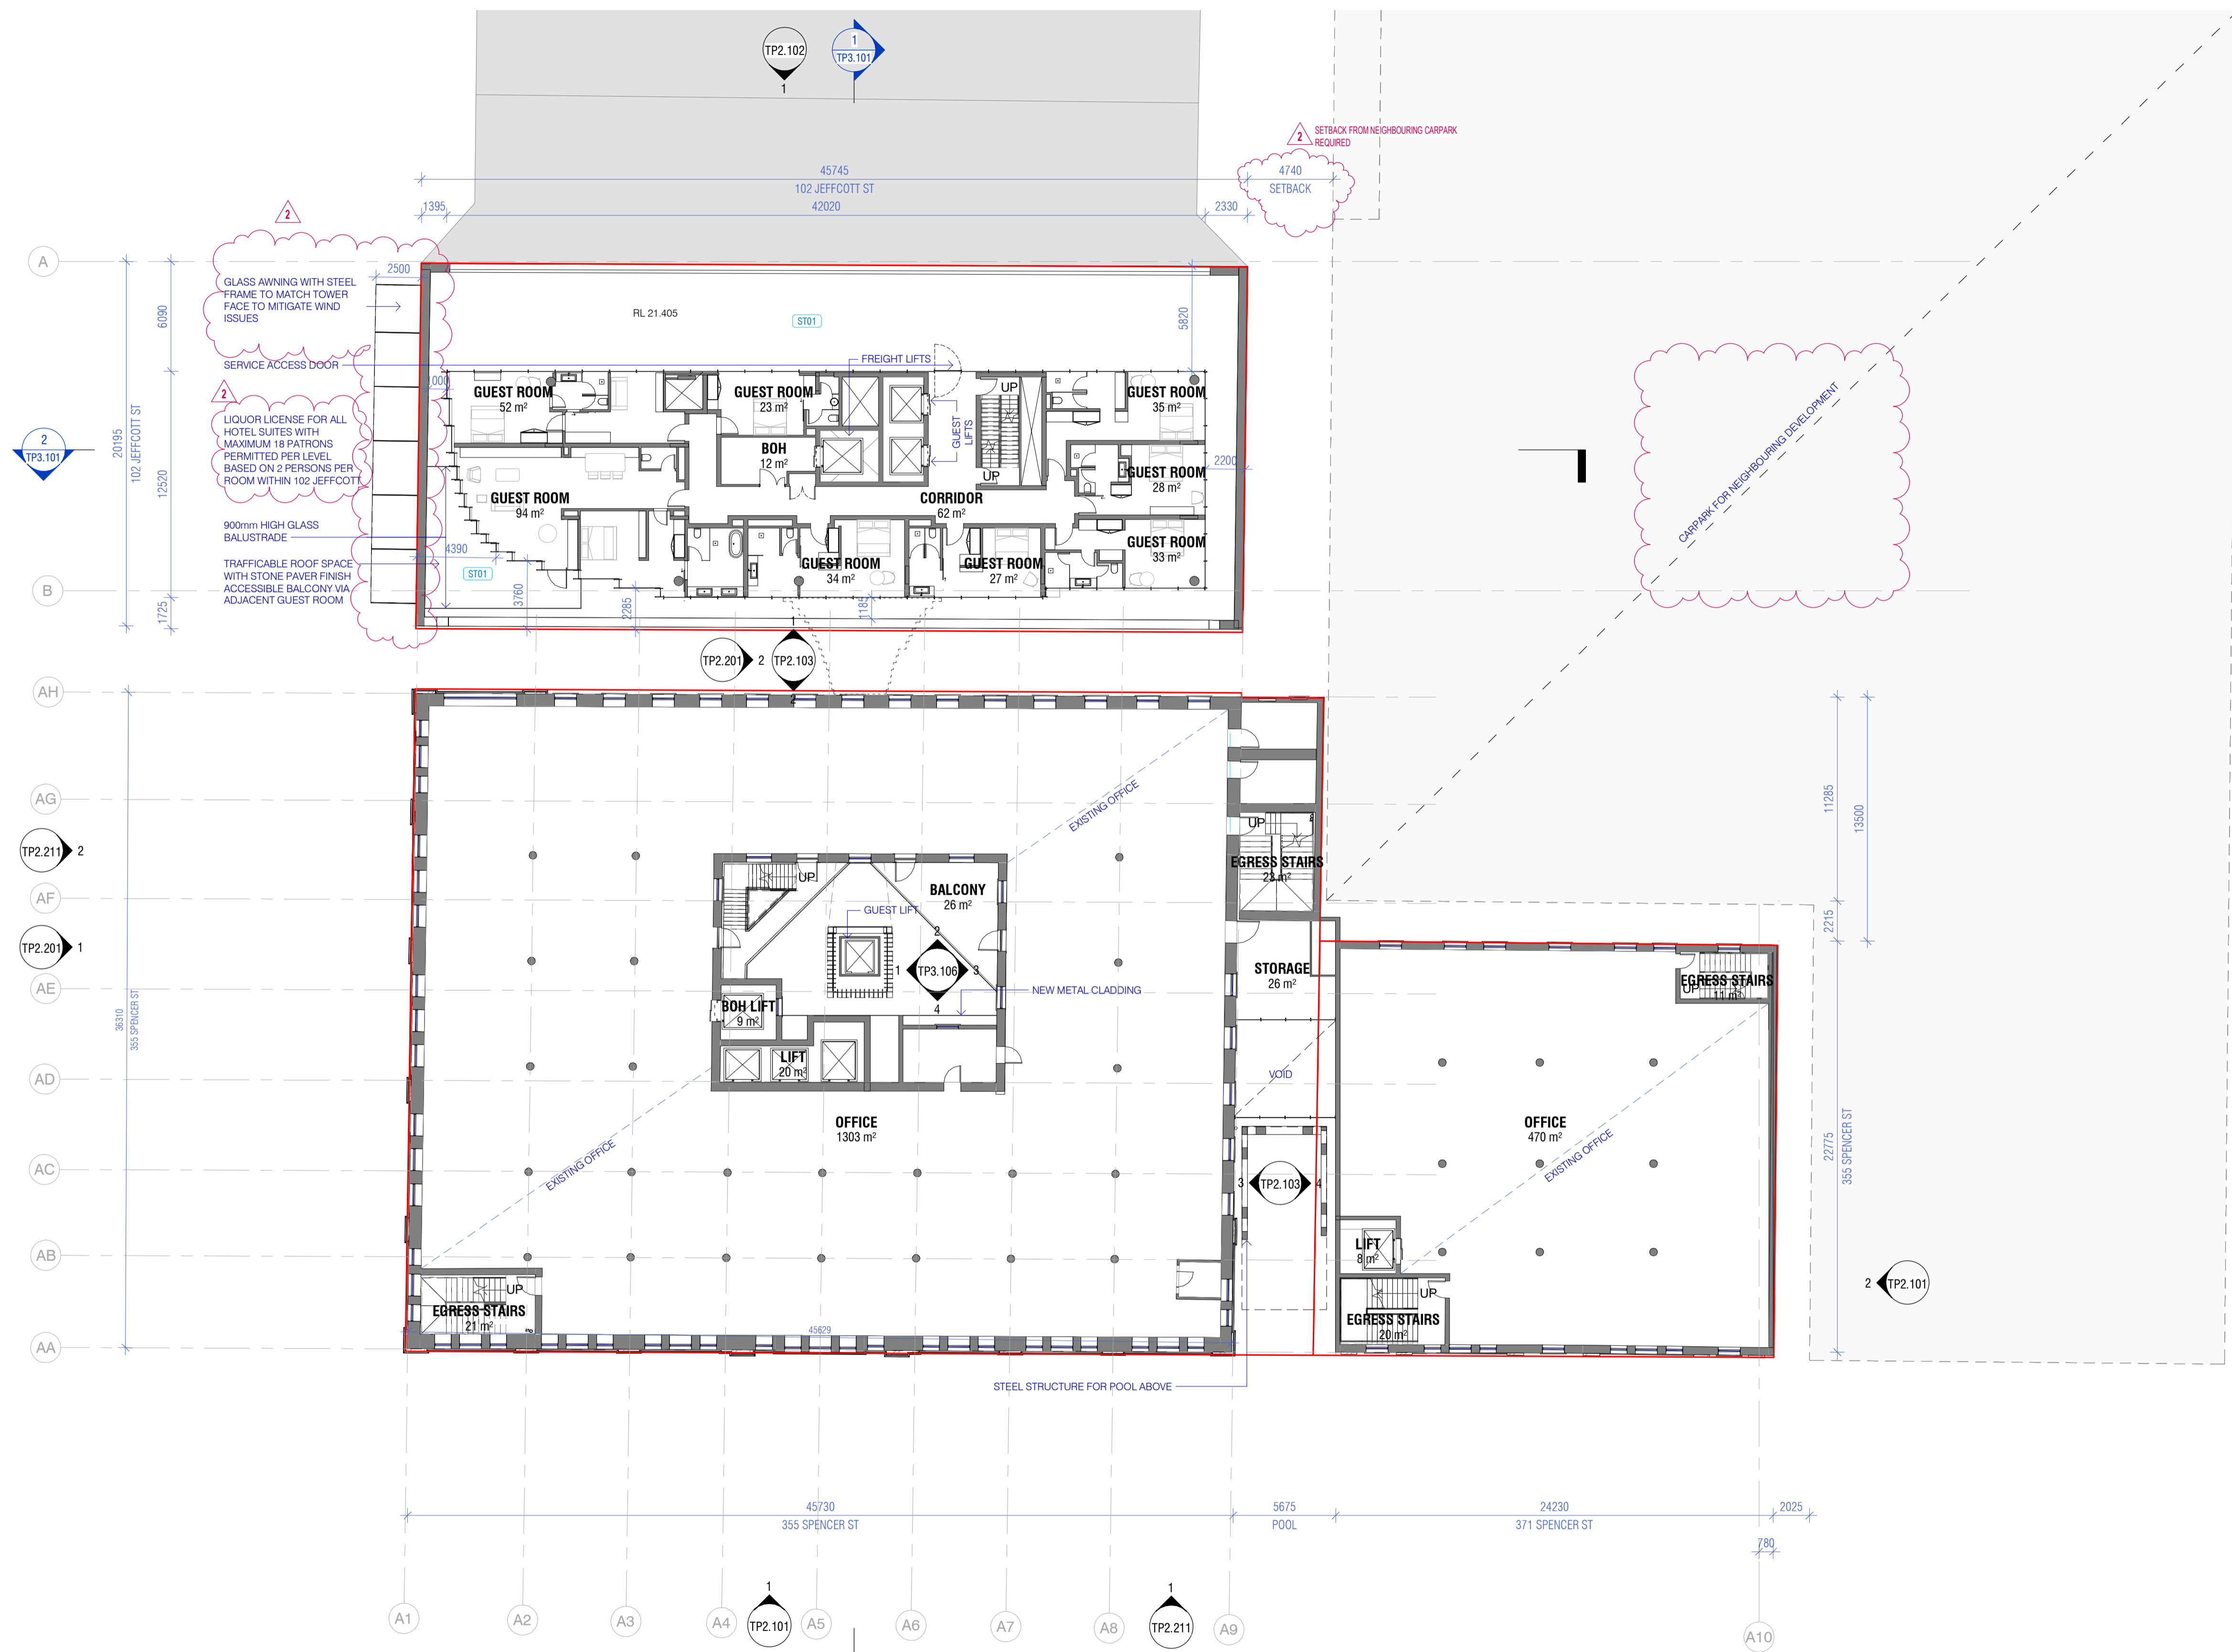 TP2.102
1
1
TP3.101
2
SETBACK FROM NEIGHBOURING CARPARK
REQUIRED
45745
102 JEFFCOTT ST
4740
SETBACK
1395
42020
2330
2
A
2500
GLASS AWNING WITH STEEL
FRAME TO MATCH TOWER
FACE TO MITIGATE WIND
ISSUES
6090
RL 21.405
ST01
5820
SERVICE ACCESS DOOR
FREIGHT LIFTS
1000
2
GUEST ROOM
52 m²
GUEST ROOM
23 m²
UP
GUEST ROOM
35 m²
LIQUOR LICENSE FOR ALL
HOTEL SUITES WITH
MAXIMUM 18 PATRONS
PERMITTED PER LEVEL
BASED ON 2 PERSONS PER
ROOM WITHIN 102 JEFFCOTT
GUEST
LIFTS
2
TP3.101
20195
102 JEFFCOTT ST
12520
BOH
12 m²
UP
2200
GUEST ROOM
28 m²
GUEST ROOM
94 m²
CORRIDOR
62 m²
CARPARK FOR NEIGHBOURING DEVELOPMENT
900mm HIGH GLASS
BALUSTRADE
4390
GUEST ROOM
33 m²
TRAFFICABLE ROOF SPACE
WITH STONE PAVER FINISH
ACCESSIBLE BALCONY VIA
ADJACENT GUEST ROOM
ST01
GUEST ROOM
34 m²
GUEST ROOM
27 m²
B
1725
3760
2285
1185
1
TP2.201
2
TP2.103
2
AH
AG
EXISTING OFFICE
11285
13500
UP
TP2.211
2
EGRESS STAIRS
23 m²
UP
BALCONY
26 m²
AF
GUEST LIFT
2215
TP2.201
1
2
1
TP3.106
3
4
STORAGE
26 m²
EGRESS STAIRS
UP
11 m²
AE
NEW METAL CLADDING
BOH LIFT
9 m²
36310
355 SPENCER ST
LIFT
20 m²
AD
VOID
OFFICE
1303 m²
OFFICE
470 m²
EXISTING OFFICE
EXISTING OFFICE
22775
355 SPENCER ST
AC
3
TP2.103
4
AB
LIFT
8 m²
2
TP2.101
UP
EGRESS STAIRS
21 m²
UP
EGRESS STAIRS
20 m²
45629
AA
STEEL STRUCTURE FOR POOL ABOVE
45730
355 SPENCER ST
5675
POOL
24230
371 SPENCER ST
2025
780
1
TP2.101
1
TP2.211
A1
A2
A3
A4
A5
A6
A7
A8
A9
A10